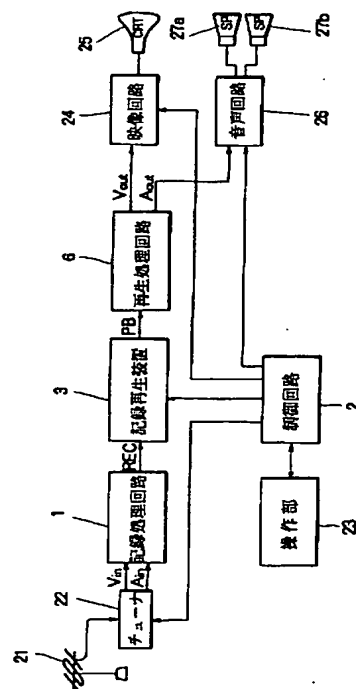 21
22
チューナ
Vin
Ain
1
記録処理回路
REC
3
記録再生装置
PB
6
再生処理回路
Vout
Aout
24
映像回路
25
CRT
26
音声回路
27a
SP
27b
SP
23
操作部
2
制御回路